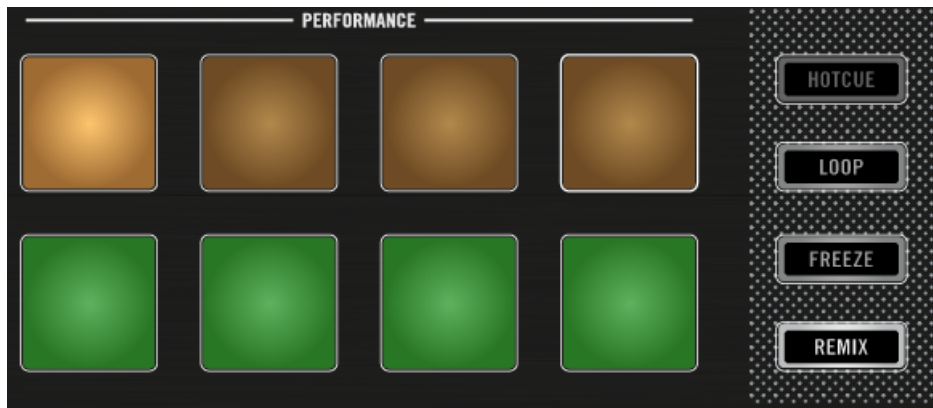 PERFORMANCE
HOTCUE
LOOP
FREEZE
REMIX